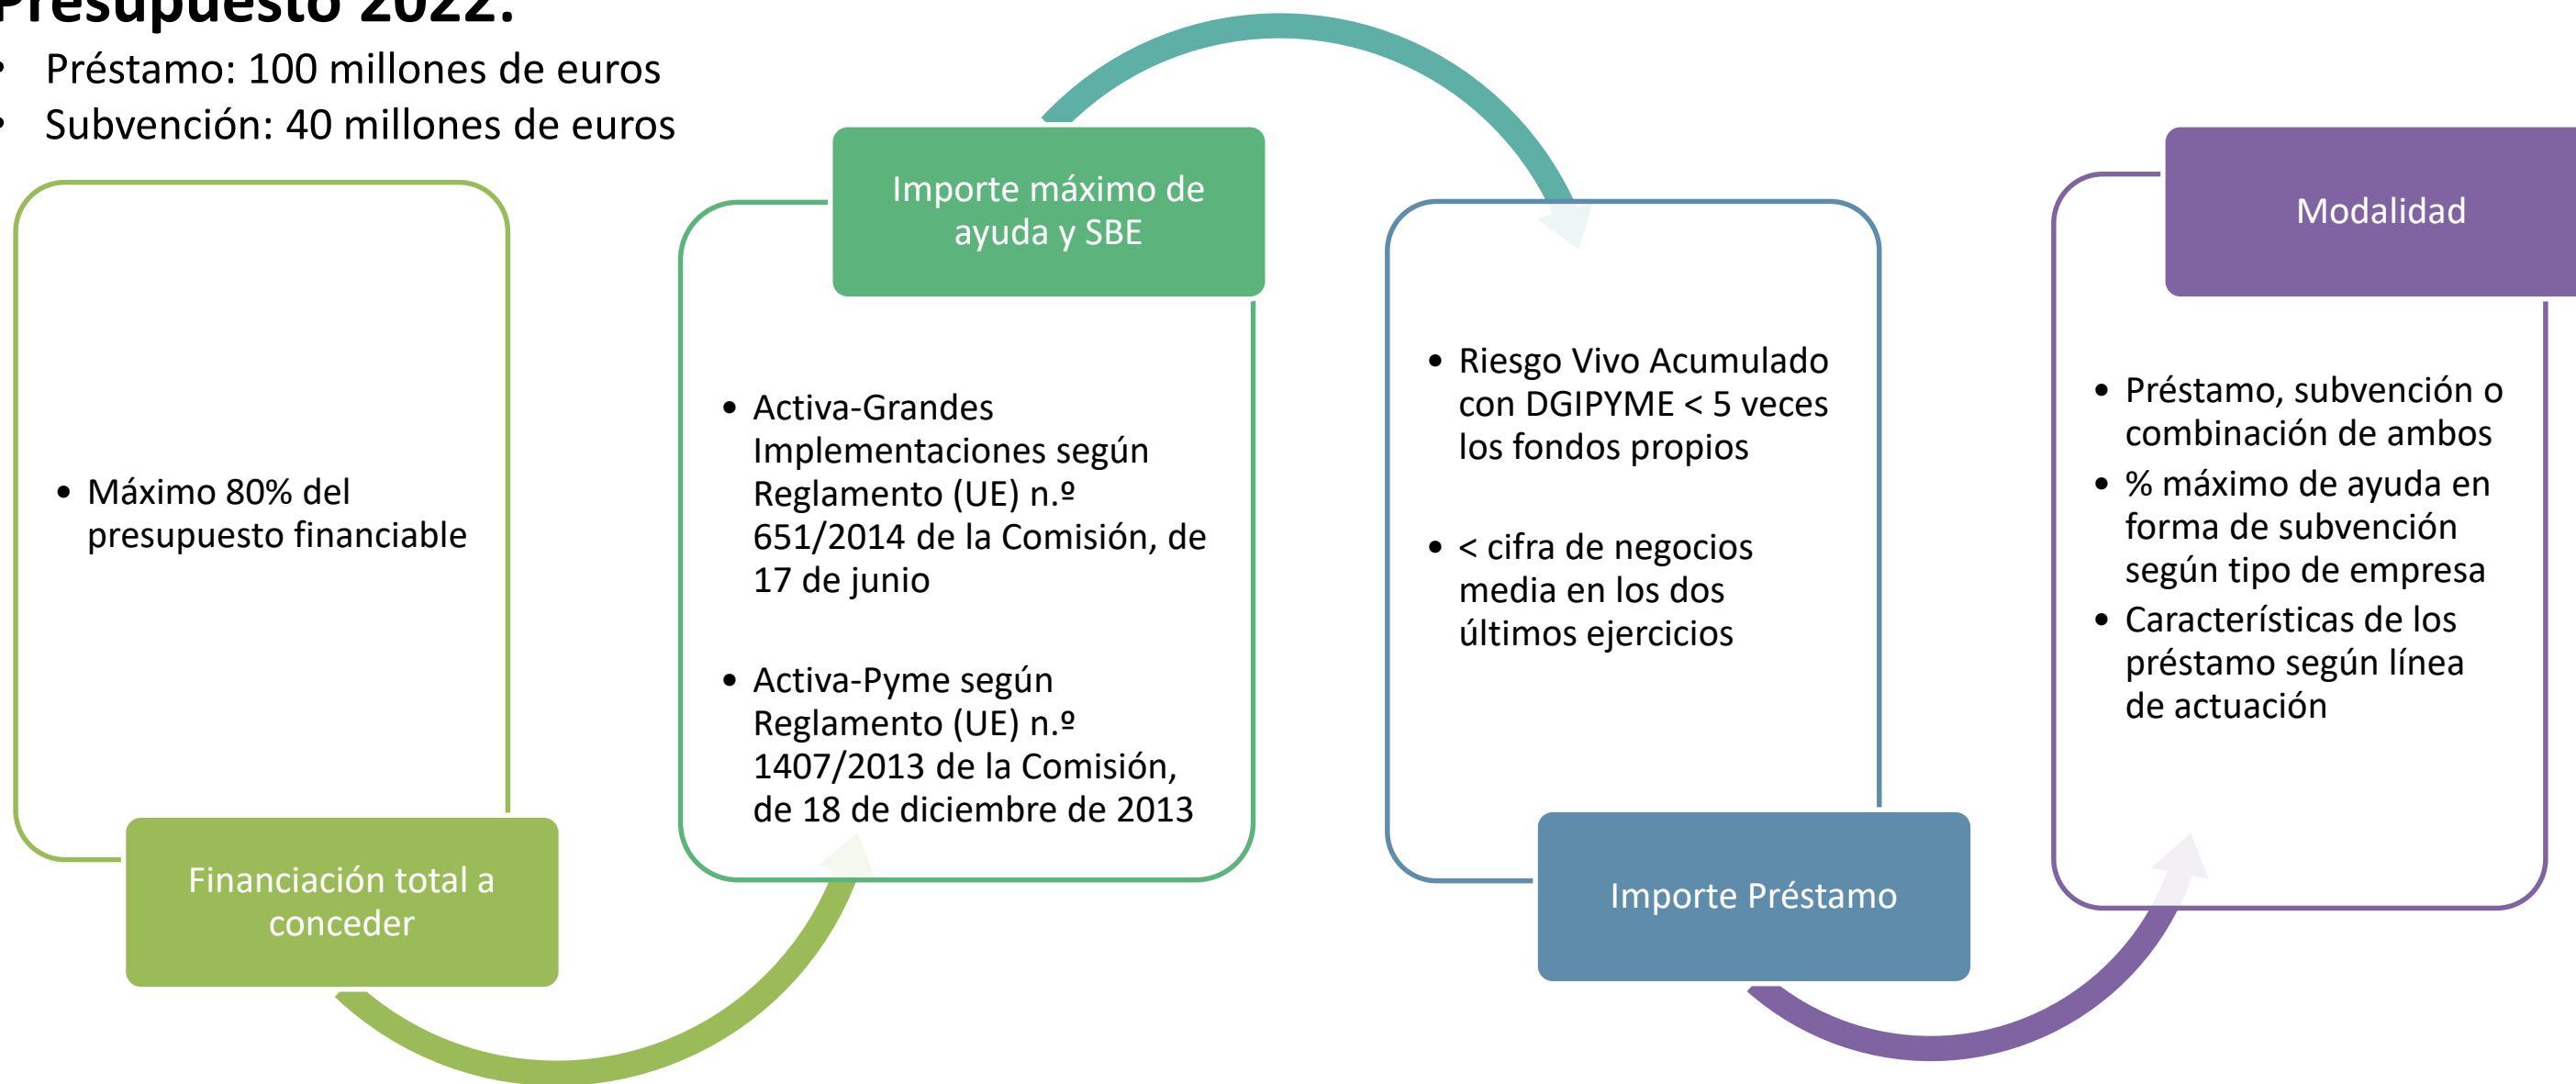 Presupuesto 2022:
• Préstamo: 100 millones de euros
• Subvención: 40 millones de euros
• Máximo 80% del
presupuesto financiable
Financiación total a
conceder
Importe máximo de
ayuda y SBE
• Activa-Grandes
Implementaciones según
Reglamento (UE) n.º
651/2014 de la Comisión, de
17 de junio
• Activa-Pyme según
Reglamento (UE) n.º
1407/2013 de la Comisión,
de 18 de diciembre de 2013
• Riesgo Vivo Acumulado
con DGIPYME < 5 veces
los fondos propios
• < cifra de negocios
media en los dos
últimos ejercicios
Importe Préstamo
Modalidad
• Préstamo, subvención o
combinación de ambos
• % máximo de ayuda en
forma de subvención
según tipo de empresa
• Características de los
préstamo según línea
de actuación